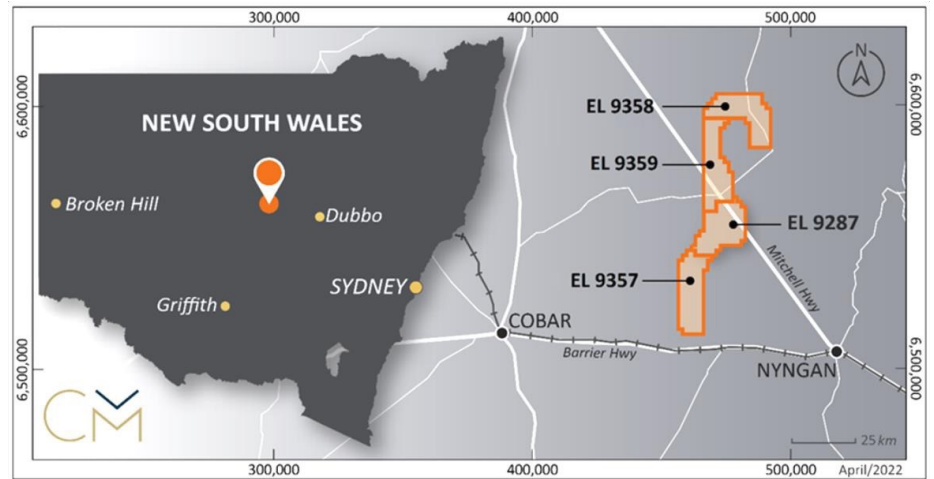 300,000 400,000 500,000
6,600,000
6,600,000
N
NEW SOUTH WALES
EL 9358
EL 9359
Broken Hill
Dubbo
EL 9287
Mitchell Hwy
SYDNEY
EL 9357
Griffith
COBAR
Barrier Hwy
NYNGAN
6,500,000
6,500,000
CM
25 km
300,000 400,000 500,000
April/2022